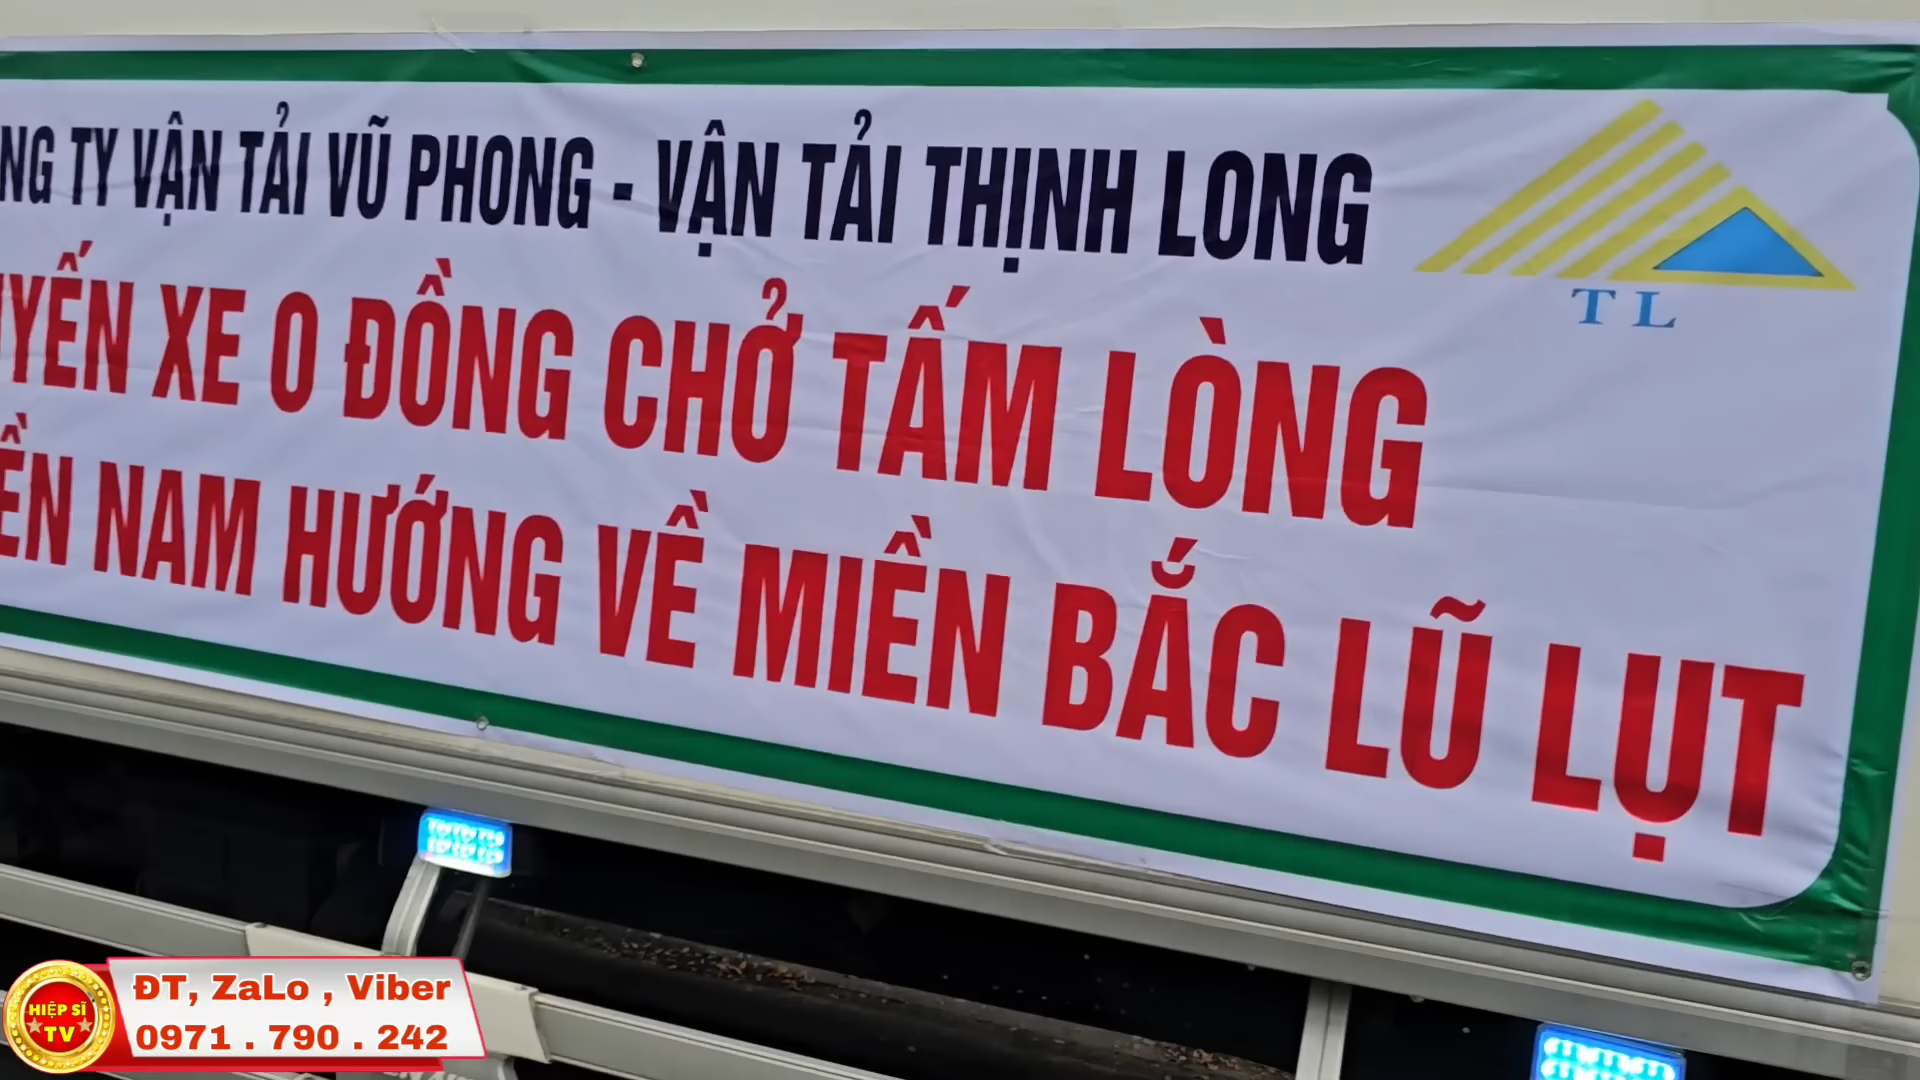 NG TY VẬN TẢI VŨ PHONG - VẬN TẢI THỊNH LONG
TL
YẾN XE 0 ĐỒNG CHỞ TẤM LÒNG
ỀN NAM HƯỚNG VỀ MIỀN BẮC LŨ LỤT
HIỆP SĨ
TV
ĐT, ZaLo , Viber
0971 . 790 . 242